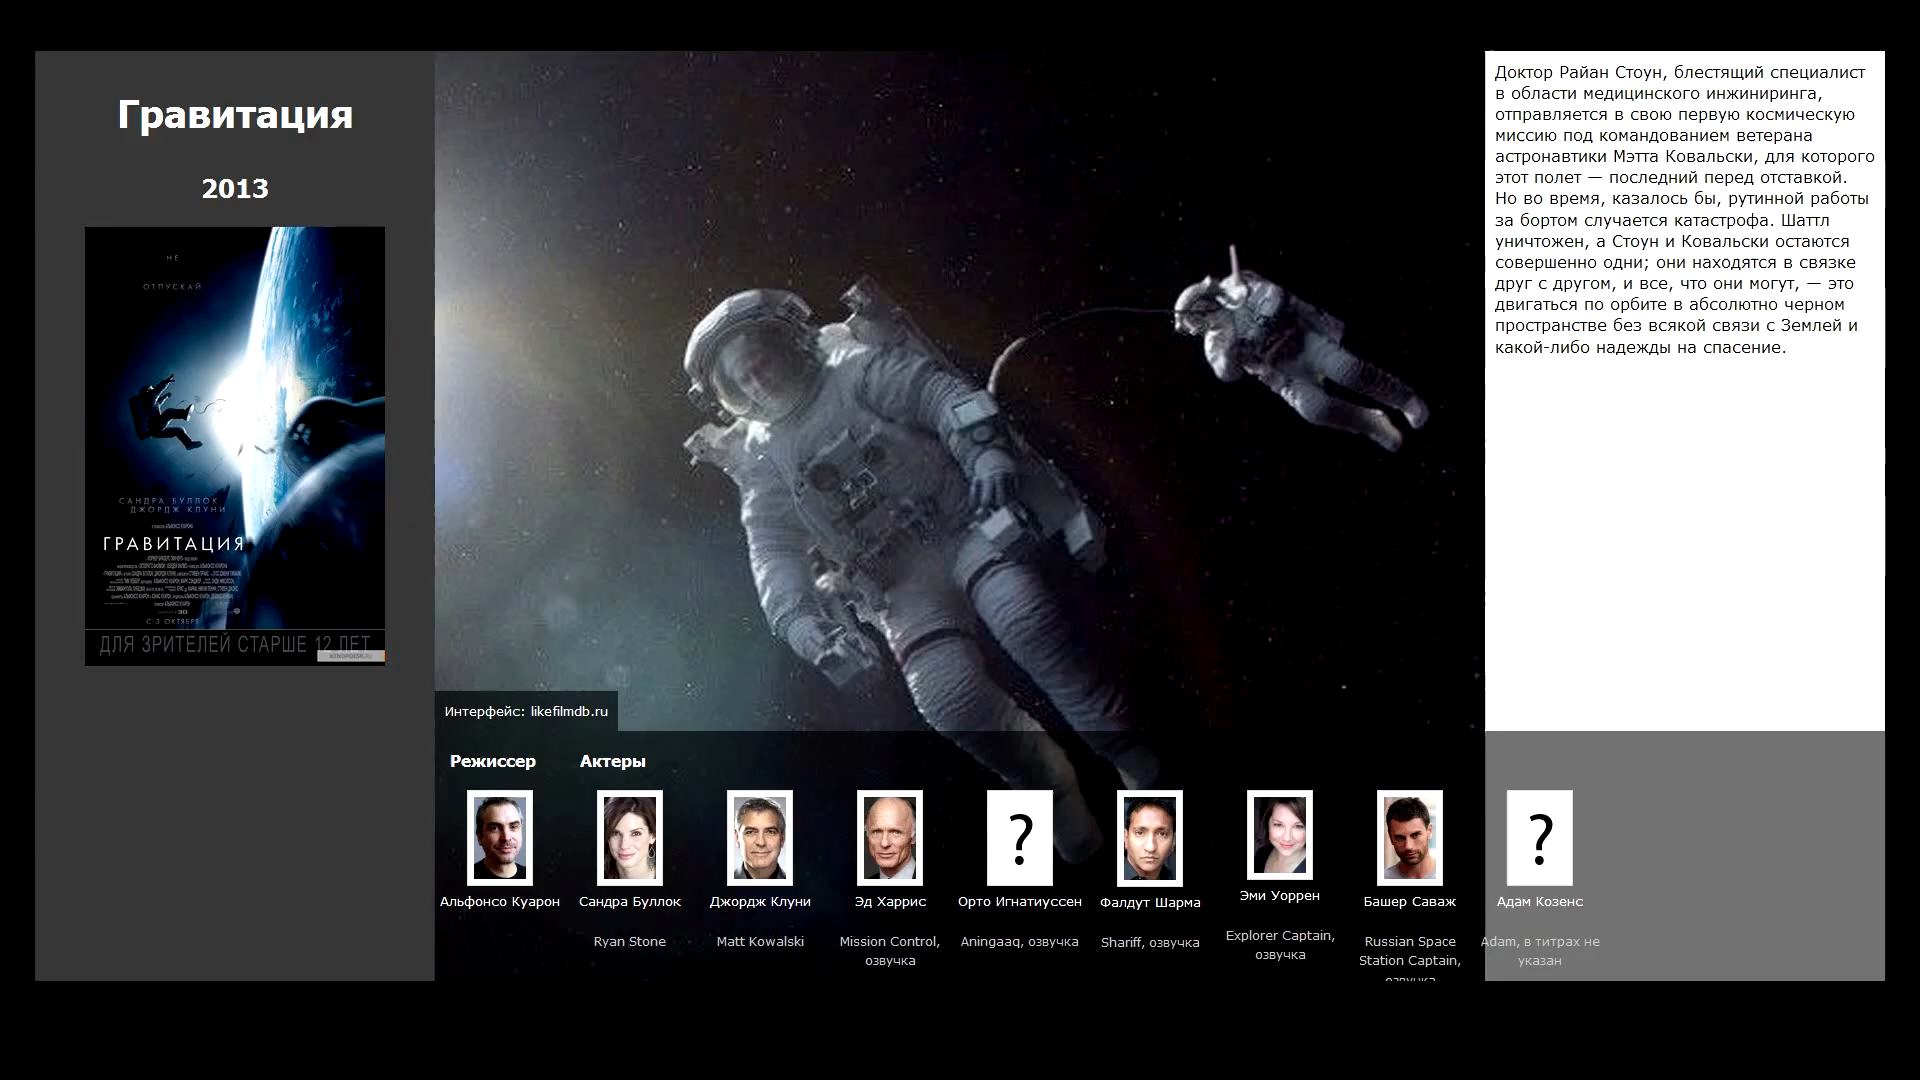 Гравитация
2013
НЕ
ОТПУСКАЙ
САНДРА БУЛЛОК
ДЖОРДЖ КЛУНИ
ГРАВИТАЦИЯ
С 3 ОКТЯБРЯ
ДЛЯ ЗРИТЕЛЕЙ СТАРШЕ 12 ЛЕТ
Доктор Райан Стоун, блестящий специалист
в области медицинского инжиниринга,
отправляется в свою первую космическую
миссию под командованием ветерана
астронавтики Мэтта Ковальски, для которого
этот полет — последний перед отставкой.
Но во время, казалось бы, рутинной работы
за бортом случается катастрофа. Шаттл
уничтожен, а Стоун и Ковальски остаются
совершенно одни; они находятся в связке
друг с другом, и все, что они могут, — это
двигаться по орбите в абсолютно черном
пространстве без всякой связи с Землей и
какой-либо надежды на спасение.
Интерфейс: likefilmdb.ru
Режиссер
Альфонсо Куарон
Актеры
Сандра Буллок
Ryan Stone
Джордж Клуни
Matt Kowalski
Эд Харрис
Mission Control,
озвучка
?
Орто Игнатиуссен
Aningaaq, озвучка
Фалдут Шарма
Shariff, озвучка
Эми Уоррен
Explorer Captain,
озвучка
Башер Саваж
Russian Space
Station Captain,
озвучка
?
Адам Козенс
Adam, в титрах не
указан